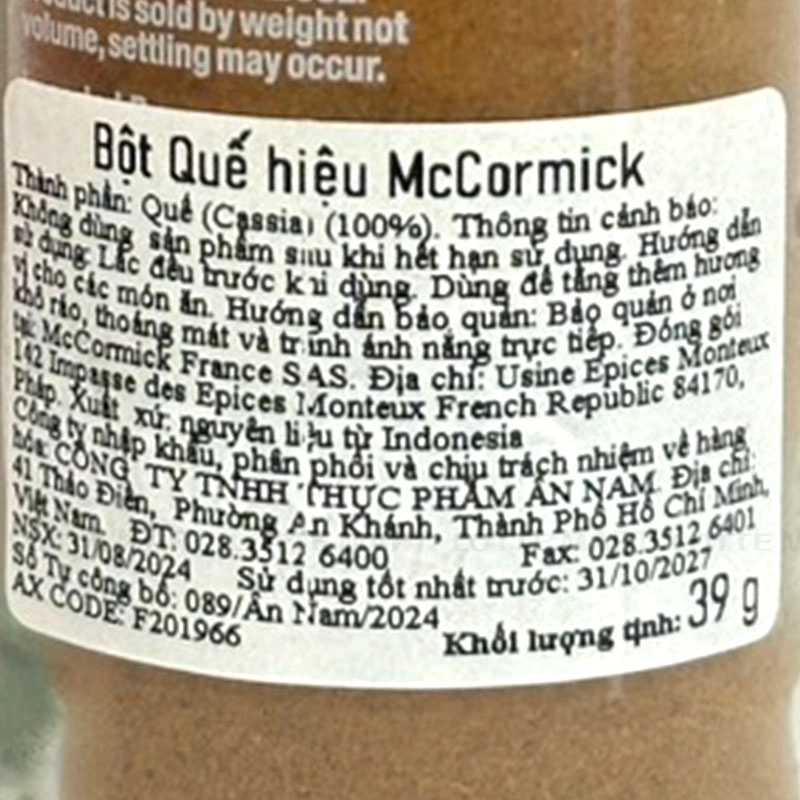 product is sold by weight not
volume, settling may occur.
Bột Quế hiệu McCormick
Thành phần: Quế (Cassia) (100%). Thông tin cảnh báo:
Không dùng sản phẩm sau khi hết hạn sử dụng. Hướng dẫn
sử dụng: Lắc đều trước khi dùng. Dùng để tăng thêm hương
vị cho các món ăn. Hướng dẫn bảo quản: Bảo quản ở nơi
khô ráo, thoáng mát và tránh ánh nắng trực tiếp. Đóng gói
tại: McCormick France S.A.S. Địa chỉ: Usine Epices Monteux
142 Impasse des Epices Monteux French Republic 84170,
Pháp. Xuất xứ: nguyên liệu từ Indonesia
Công ty nhập khẩu, phân phối và chịu trách nhiệm về hàng
hóa: CÔNG TY TNHH THỰC PHẨM AN NAM. Địa chỉ:
41 Thảo Điền, Phường An Khánh, Thành Phố Hồ Chí Minh,
Việt Nam. ĐT: 028.3512 6400 Fax: 028.3512 6401
NSX: 31/08/2024 Sử dụng tốt nhất trước: 31/10/2027
Số Tự công bố: 089/An Nam/2024
AX CODE: F201966 Khối lượng tịnh: 39 g